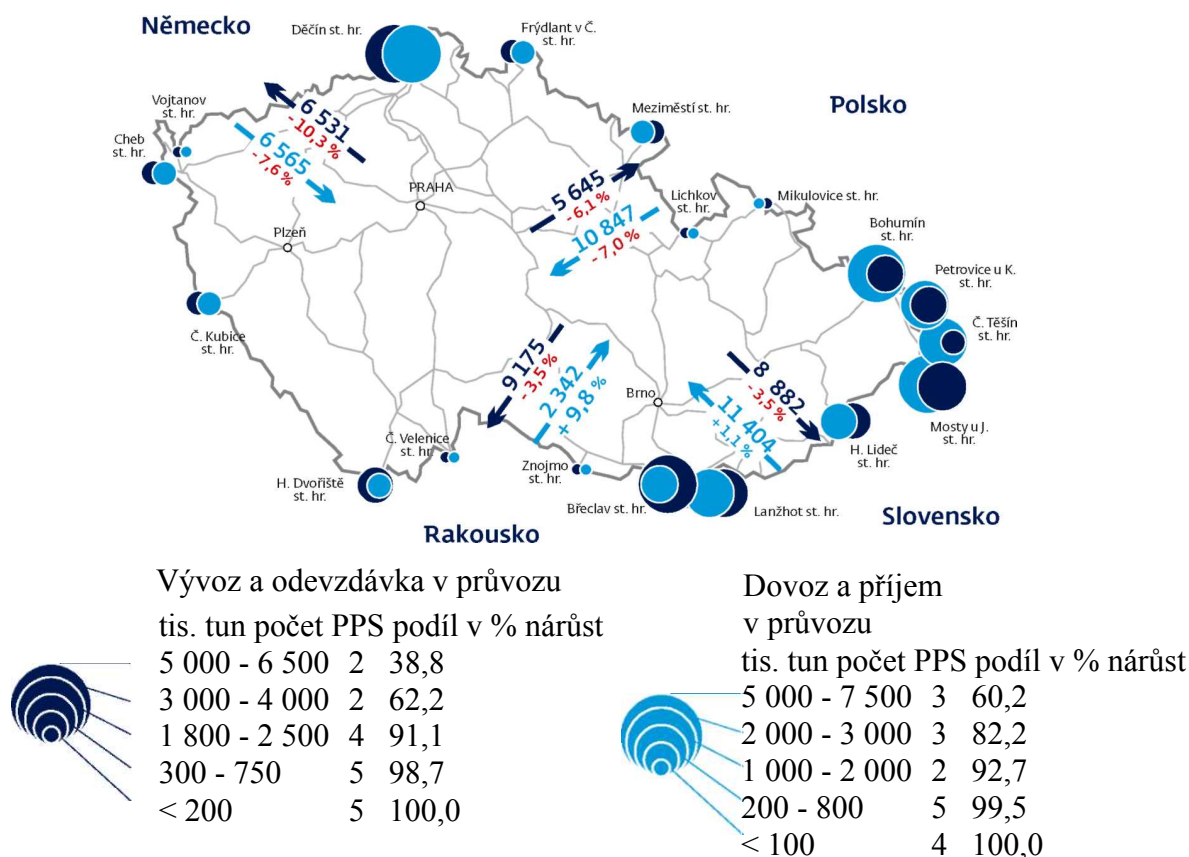 Německo
Děčín st. hr.
Frýdlant v Č.
st. hr.
Vojtanov
st. hr.
Cheb
st. hr.
6 531
-10,3 %
6 565
-7,6 %
Meziměstí st. hr.
Polsko
PRAHA
Plzeň
5 645
-6,1 %
10 847
-7,0 %
Lichkov
st. hr.
Mikulovice st. hr.
Bohumín
st. hr.
Petrovice u K.
st. hr.
Č. Těšín
st. hr.
Č. Kubice
st. hr.
9 175
-3,5 %
2 342
+ 9,8 %
Brno
8 882
-3,5 %
11 404
+1,1 %
Mosty u J.
st. hr.
H. Lideč
st. hr.
Č. Velenice
st. hr.
H. Dvořiště
st. hr.
Znojmo
st. hr.
Břeclav st. hr.
Lanžhot st. hr.
Rakousko
Slovensko
Vývoz a odevzdávka v průvozu
tis. tun počet PPS podíl v % nárůst
5 000 - 6 500 2 38,8
3 000 - 4 000 2 62,2
1 800 - 2 500 4 91,1
300 - 750 5 98,7
< 200 5 100,0
Dovoz a příjem
v průvozu
tis. tun počet PPS podíl v % nárůst
5 000 - 7 500 3 60,2
2 000 - 3 000 3 82,2
1 000 - 2 000 2 92,7
200 - 800 5 99,5
< 100 4 100,0